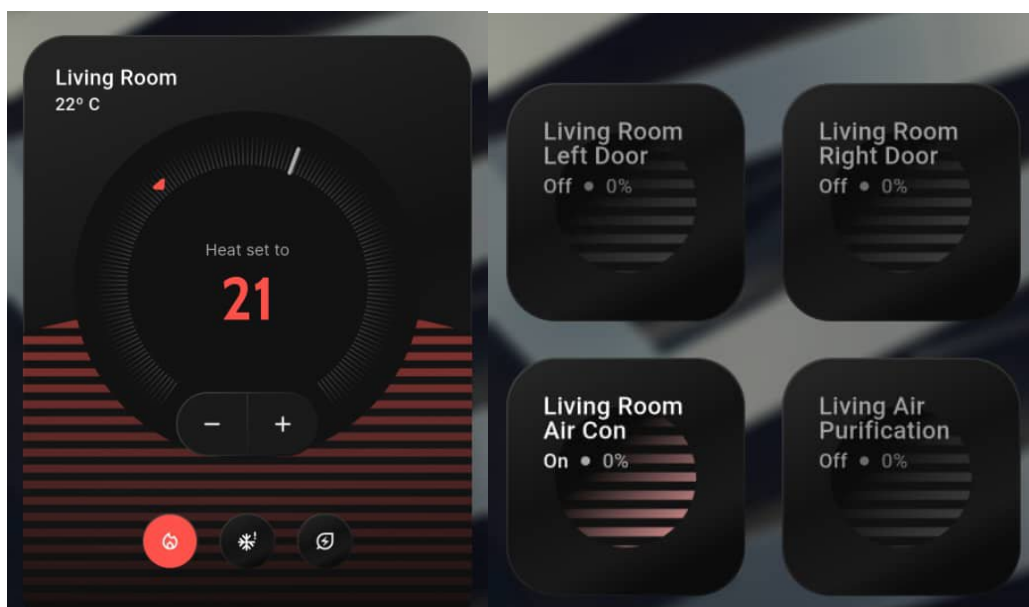 Living Room
22º C
Heat set to
21
− +
Living Room
Left Door
Off • 0%
Living Room
Right Door
Off • 0%
Living Room
Air Con
On • 0%
Living Air
Purification
Off • 0%